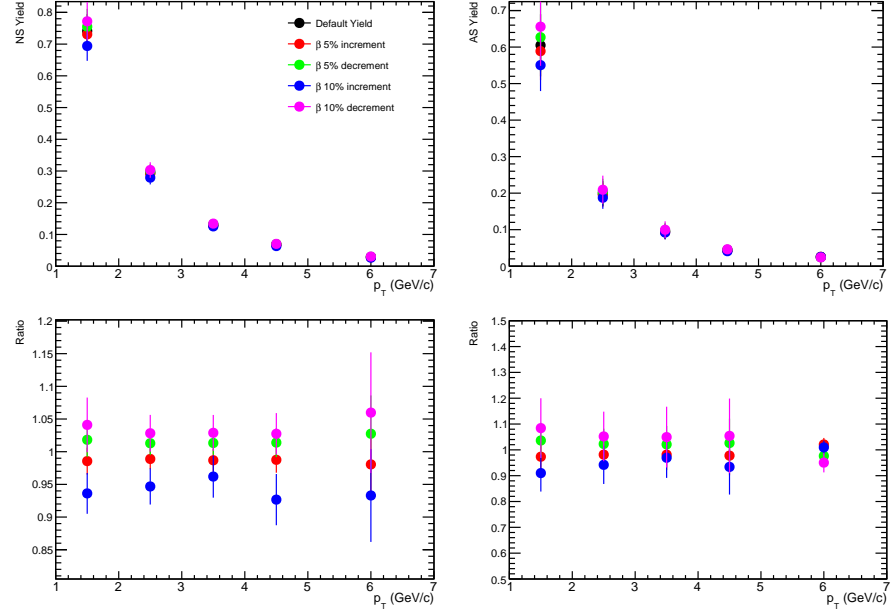 NS Yield
0.8
0.7
0.6
0.5
0.4
0.3
0.2
0.1
0
1 2 3 4 5 6 7
p_T (GeV/c)
Default Yield
β 5% increment
β 5% decrement
β 10% increment
β 10% decrement
AS Yield
0.7
0.6
0.5
0.4
0.3
0.2
0.1
0
1 2 3 4 5 6 7
p_T (GeV/c)
Ratio
1.2
1.15
1.1
1.05
1
0.95
0.9
0.85
1 2 3 4 5 6 7
p_T (GeV/c)
Ratio
1.5
1.4
1.3
1.2
1.1
1
0.9
0.8
0.7
0.6
0.5
1 2 3 4 5 6 7
p_T (GeV/c)